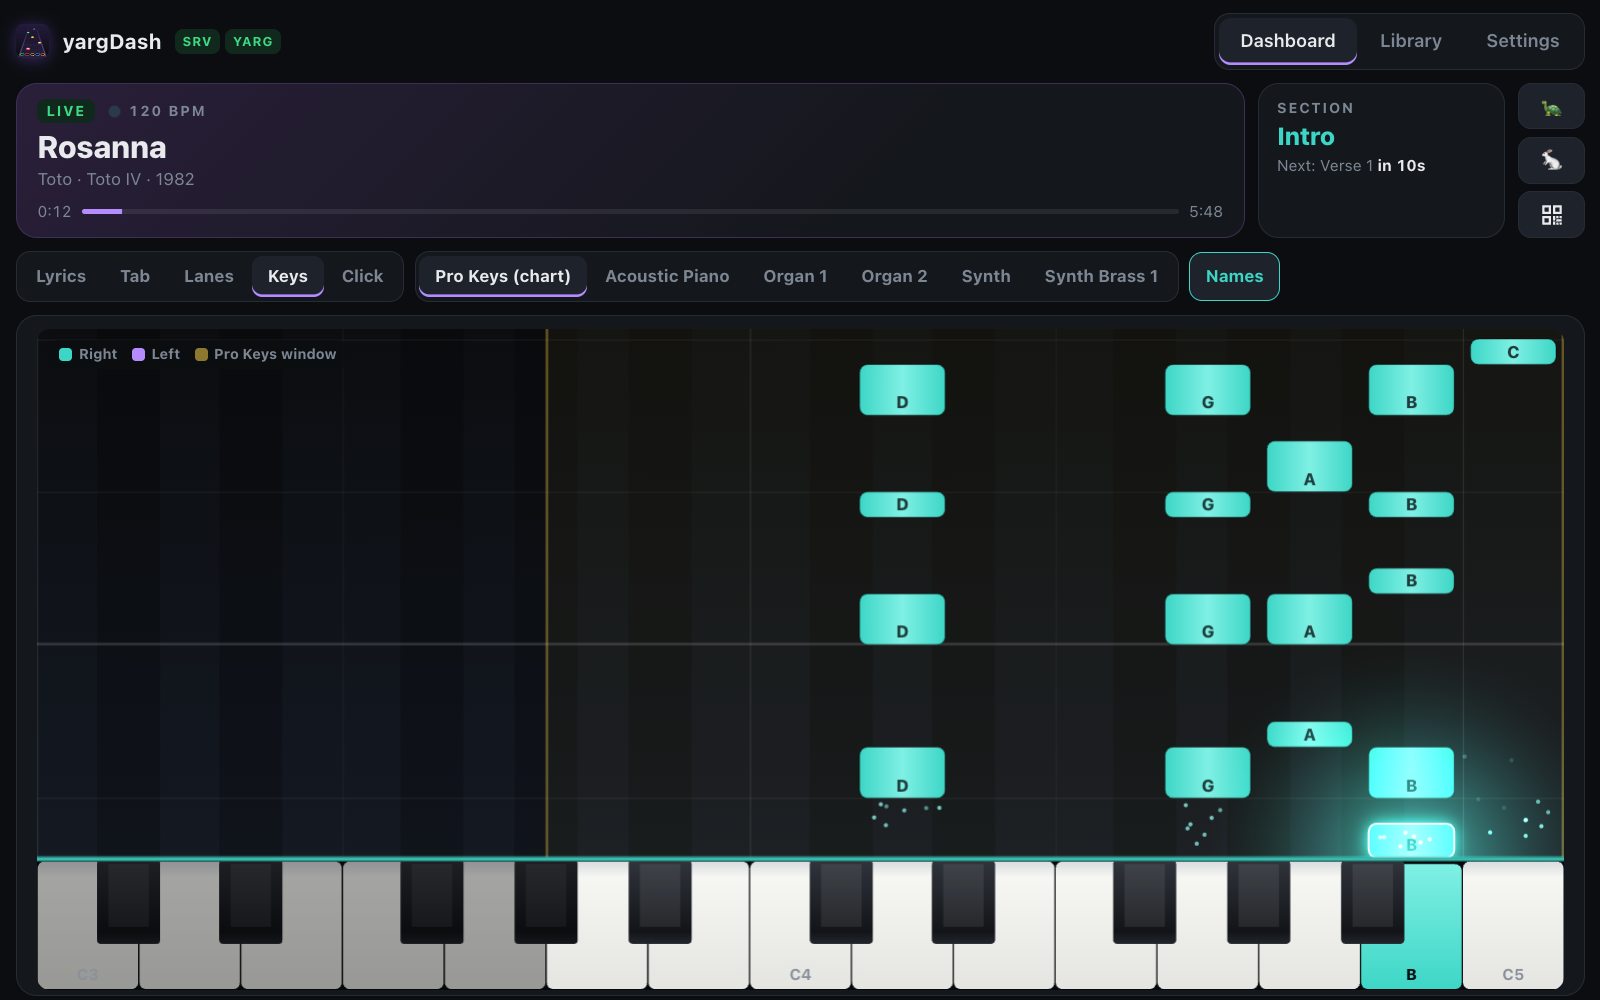 yargDash SRV YARG
Dashboard Library Settings
LIVE 120 BPM
Rosanna
Toto · Toto IV · 1982
0:12 5:48
SECTION
Intro
Next: Verse 1 in 10s
Lyrics Tab Lanes Keys Click
Pro Keys (chart) Acoustic Piano Organ 1 Organ 2 Synth Synth Brass 1
Names
Right Left Pro Keys window
C
D G B
A
D G B
B
D G A
A
D G B
B
C3 C4 B C5